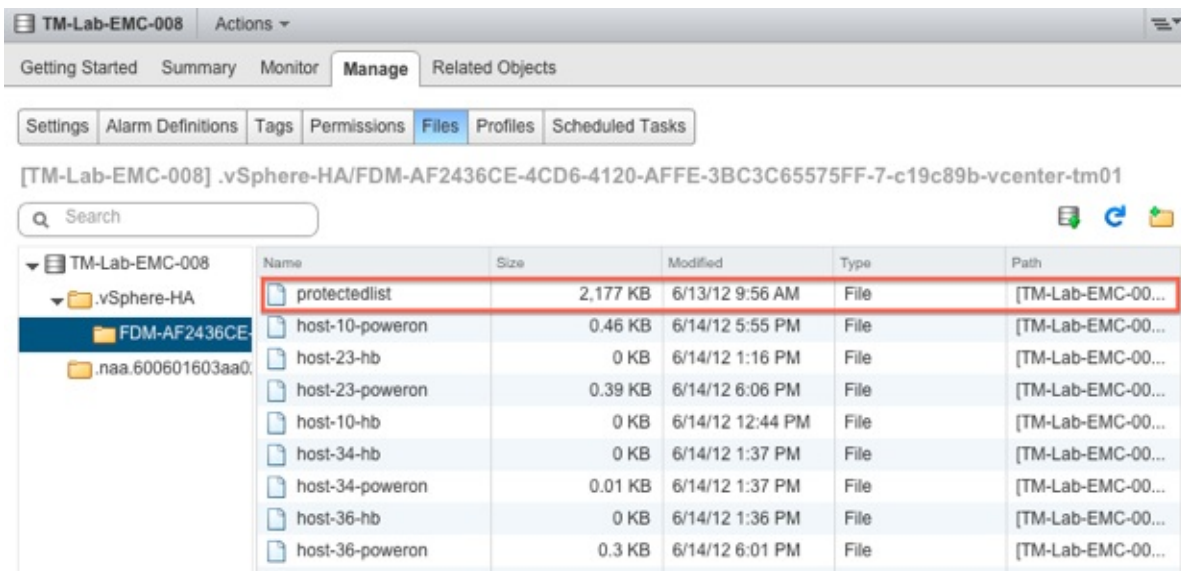 TM-Lab-EMC-008 Actions
Getting Started Summary Monitor Manage Related Objects
Settings Alarm Definitions Tags Permissions Files Profiles Scheduled Tasks
[TM-Lab-EMC-008] .vSphere-HA/FDM-AF2436CE-4CD6-4120-AFFE-3BC3C65575FF-7-c19c89b-vcenter-tm01
Search
TM-Lab-EMC-008
.vSphere-HA
FDM-AF2436CE-
.naa.600601603aa0
Name Size Modified Type Path
protectedlist 2,177 KB 6/13/12 9:56 AM File [TM-Lab-EMC-00...
host-10-poweron 0.46 KB 6/14/12 5:55 PM File [TM-Lab-EMC-00...
host-23-hb 0 KB 6/14/12 1:16 PM File [TM-Lab-EMC-00...
host-23-poweron 0.39 KB 6/14/12 6:06 PM File [TM-Lab-EMC-00...
host-10-hb 0 KB 6/14/12 12:44 PM File [TM-Lab-EMC-00...
host-34-hb 0 KB 6/14/12 1:37 PM File [TM-Lab-EMC-00...
host-34-poweron 0.01 KB 6/14/12 1:37 PM File [TM-Lab-EMC-00...
host-36-hb 0 KB 6/14/12 1:36 PM File [TM-Lab-EMC-00...
host-36-poweron 0.3 KB 6/14/12 6:01 PM File [TM-Lab-EMC-00...